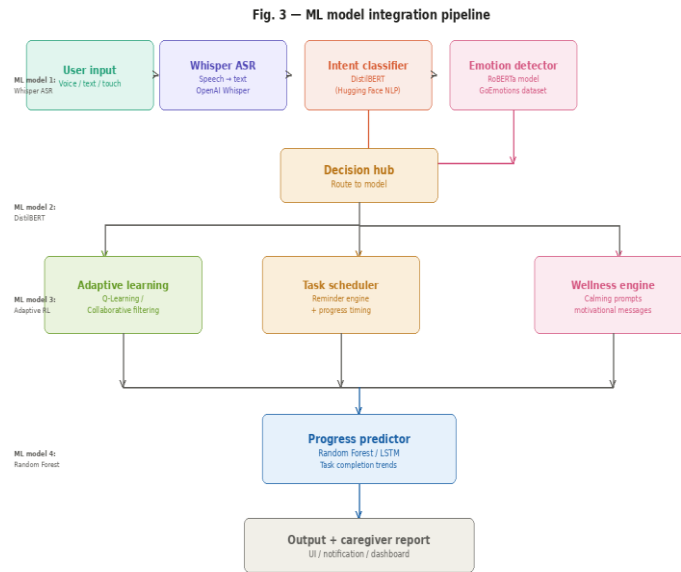 Fig. 3 — ML model integration pipeline
User input
Voice / text / touch
Whisper ASR
Speech → text
OpenAI Whisper
Intent classifier
DistilBERT
(Hugging Face NLP)
Emotion detector
RoBERTa model
GoEmotions dataset
ML model 1:
Whisper ASR
Decision hub
Route to model
ML model 2:
DistilBERT
Adaptive learning
Q-Learning /
Collaborative filtering
Task scheduler
Reminder engine
+ progress timing
Wellness engine
Calming prompts
motivational messages
ML model 3:
Adaptive RL
Progress predictor
Random Forest / LSTM
Task completion trends
ML model 4:
Random Forest
Output + caregiver report
UI / notification / dashboard